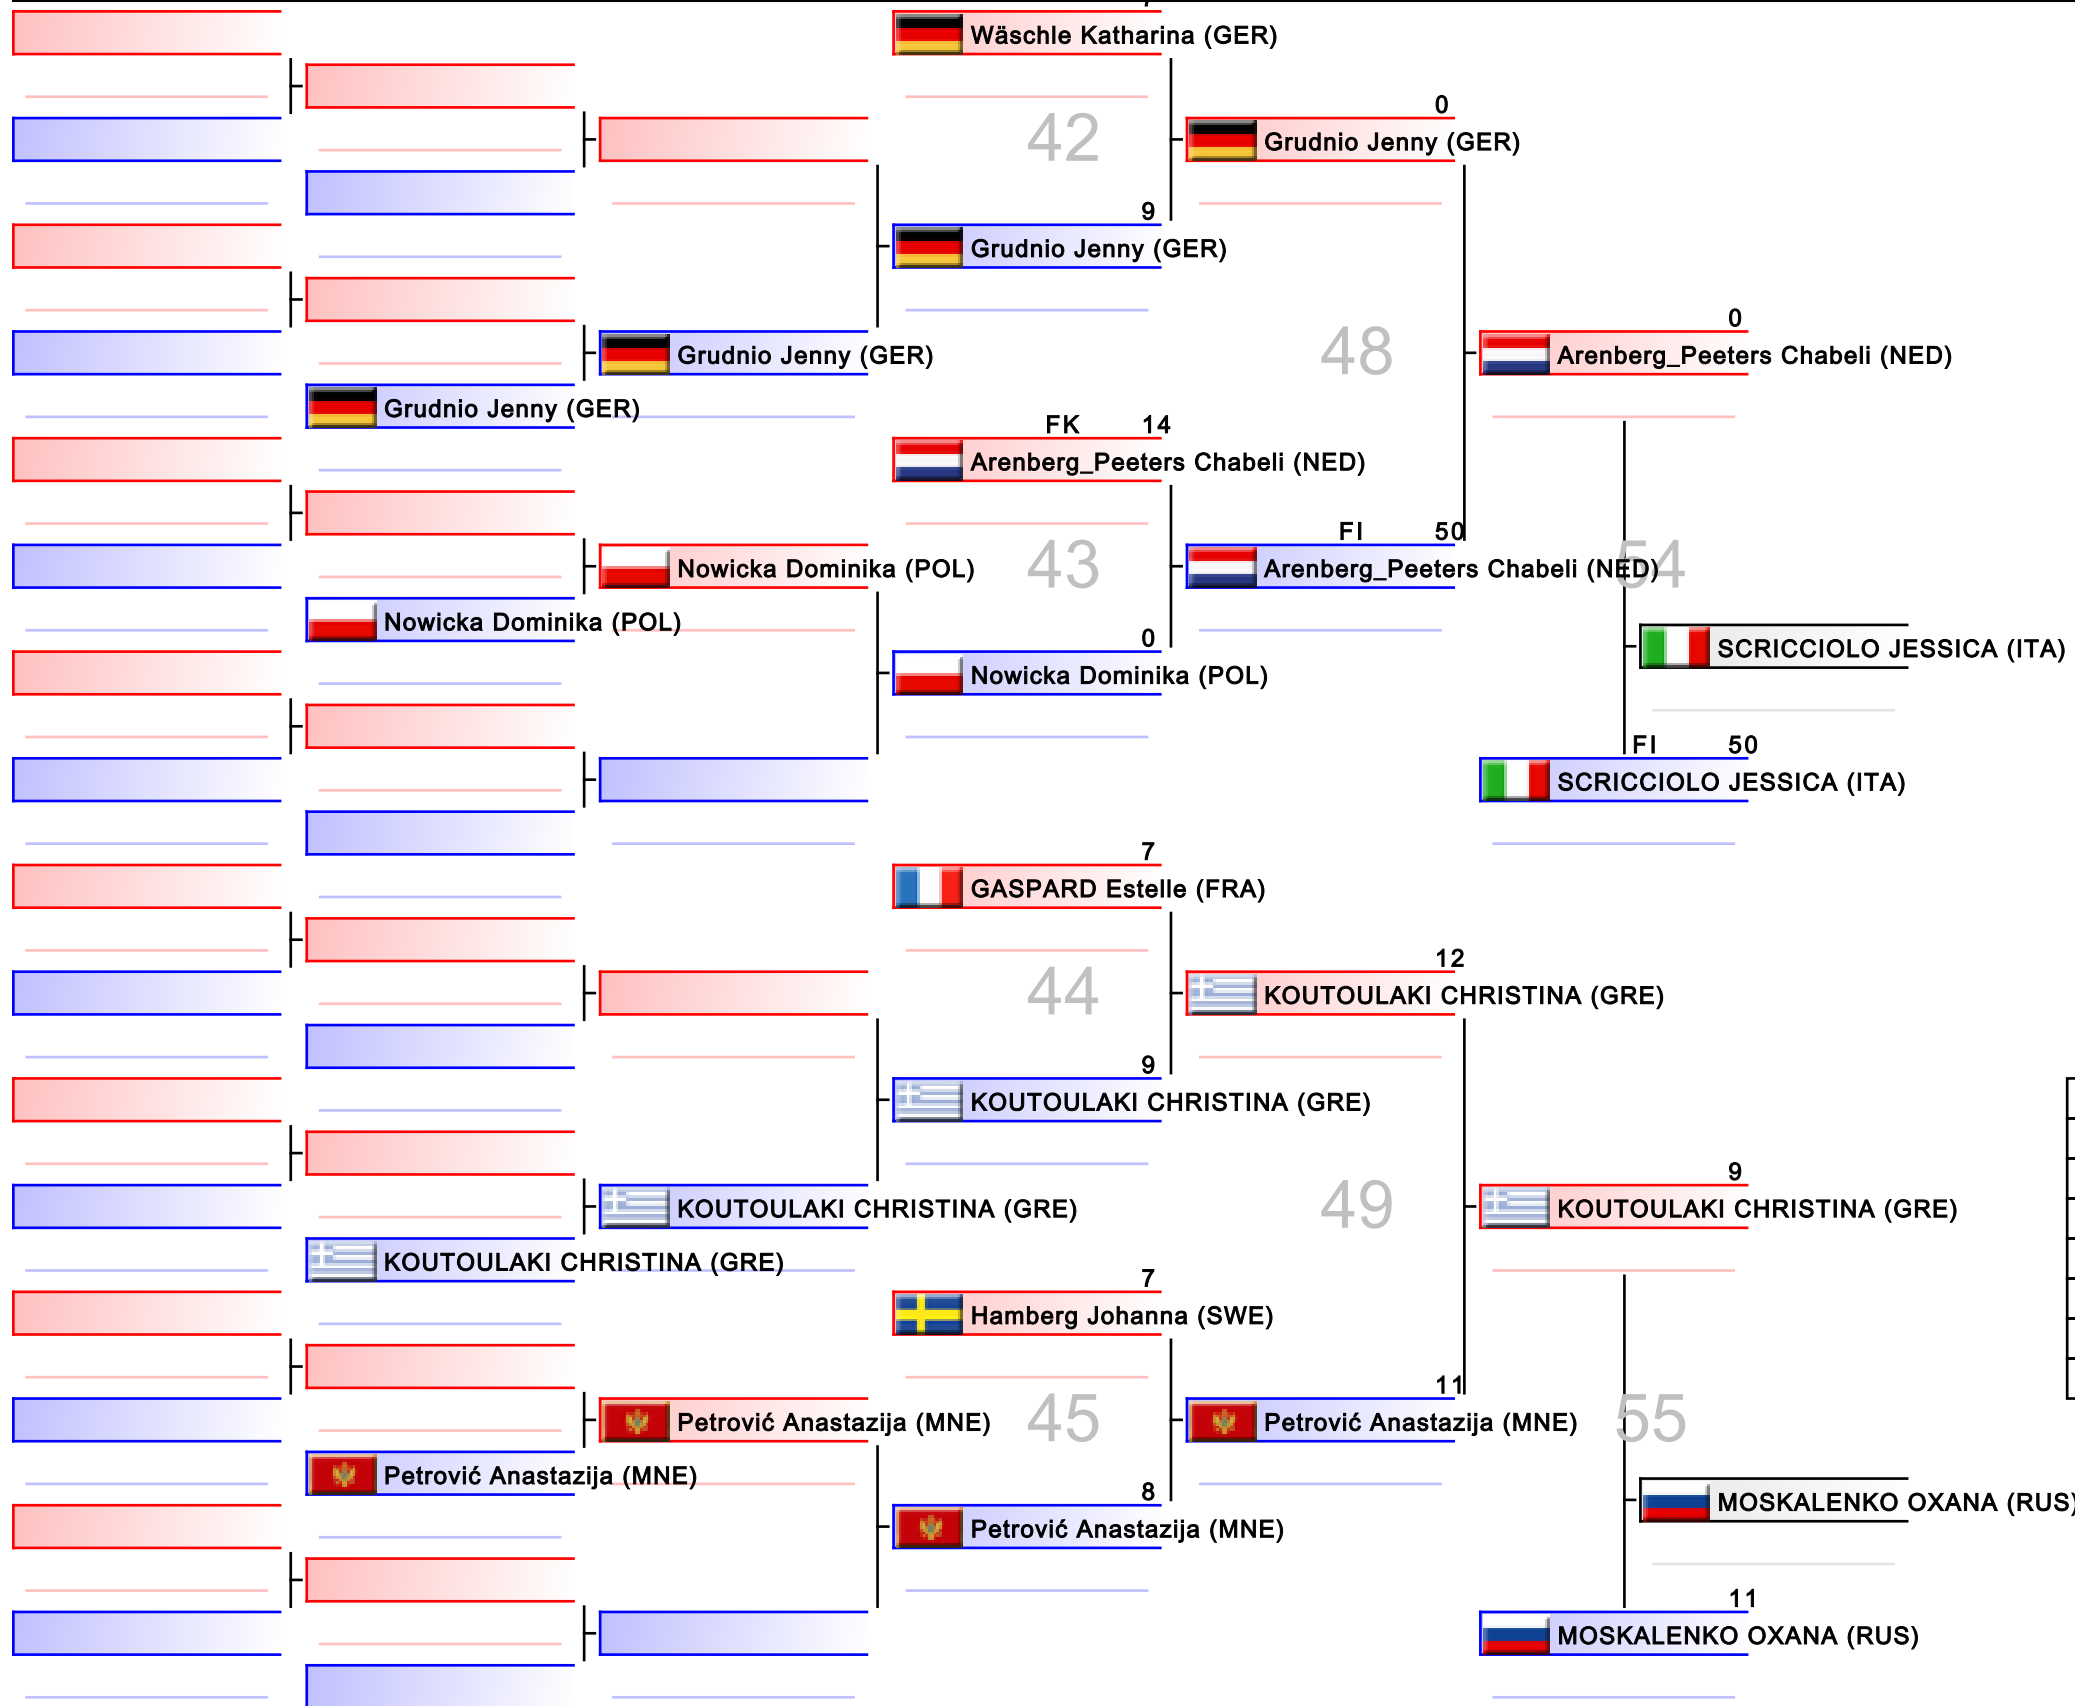 Wäschle Katharina (GER)
0
42
Grudnio Jenny (GER)
9
Grudnio Jenny (GER)
0
48
Grudnio Jenny (GER)
Arenberg_Peeters Chabeli (NED)
Grudnio Jenny (GER)
FK 14
Arenberg_Peeters Chabeli (NED)
FI 50
Nowicka Dominika (POL)
43
Arenberg_Peeters Chabeli (NED)
54
Nowicka Dominika (POL)
0
SCRICCIOLO JESSICA (ITA)
Nowicka Dominika (POL)
FI 50
SCRICCIOLO JESSICA (ITA)
7
GASPARD Estelle (FRA)
12
44
KOUTOULAKI CHRISTINA (GRE)
9
KOUTOULAKI CHRISTINA (GRE)
9
49
KOUTOULAKI CHRISTINA (GRE)
KOUTOULAKI CHRISTINA (GRE)
KOUTOULAKI CHRISTINA (GRE)
7
Hamberg Johanna (SWE)
11
Petrović Anastazija (MNE)
45
Petrović Anastazija (MNE)
55
Petrović Anastazija (MNE)
8
MOSKALENKO OXANA (RUS)
Petrović Anastazija (MNE)
11
MOSKALENKO OXANA (RUS)